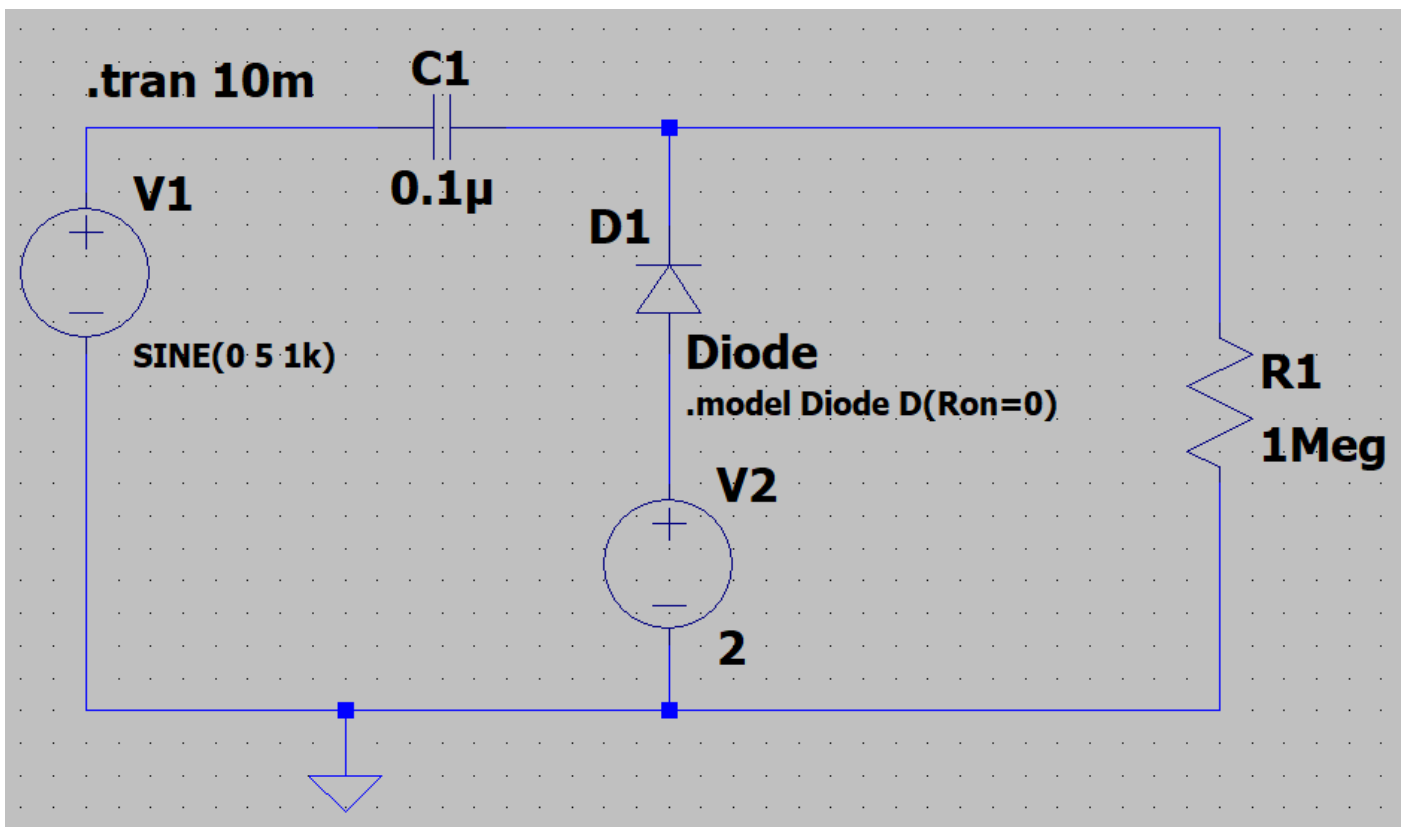 .tran 10m
C1
V1
0.1µ
D1
SINE(0 5 1k)
Diode
.model Diode D(Ron=0)
R1
1Meg
V2
2